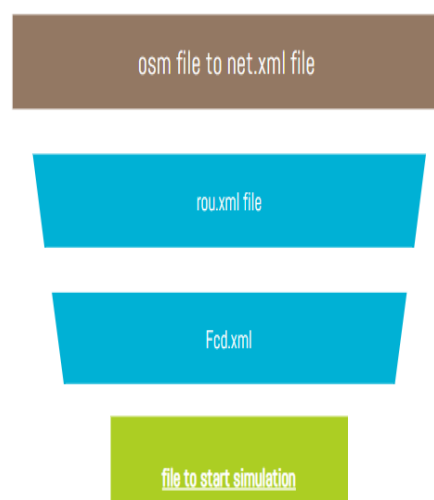 osm file to net.xml file
rou.xml file
Fcd.xml
file to start simulation